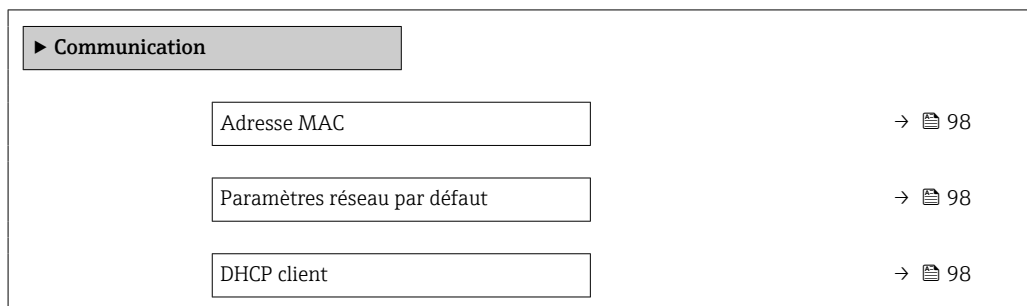 ▶ Communication
Adresse MAC → 98
Paramètres réseau par défaut → 98
DHCP client → 98